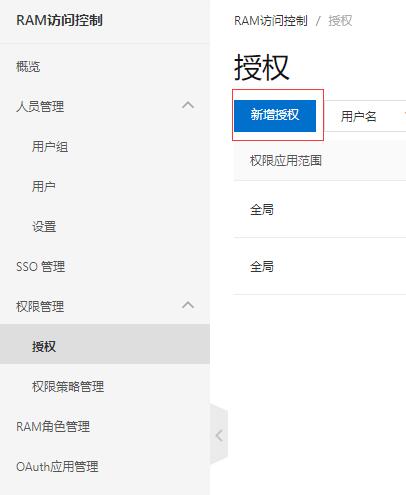 RAM访问控制
概览
人员管理
用户组
用户
设置
SSO 管理
权限管理
授权
权限策略管理
RAM角色管理
OAuth应用管理
RAM访问控制 / 授权
授权
新增授权 用户名
权限应用范围
全局
全局